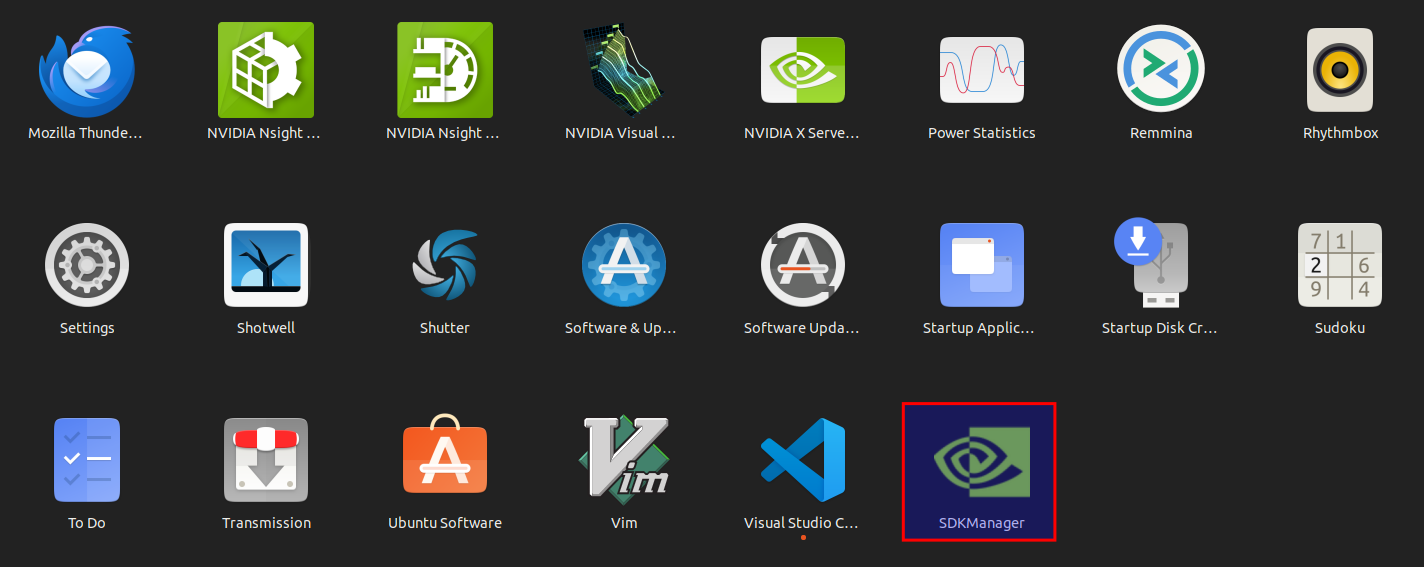 Mozilla Thunde...
NVIDIA Nsight ...
NVIDIA Nsight ...
NVIDIA Visual ...
NVIDIA X Serve...
Power Statistics
Remmina
Rhythmbox
7 1
2 6
9 4
Settings
Shotwell
Shutter
Software & Up...
Software Upda...
Startup Applic...
Startup Disk Cr...
Sudoku
Vim
To Do
Transmission
Ubuntu Software
Vim
Visual Studio C...
SDKManager